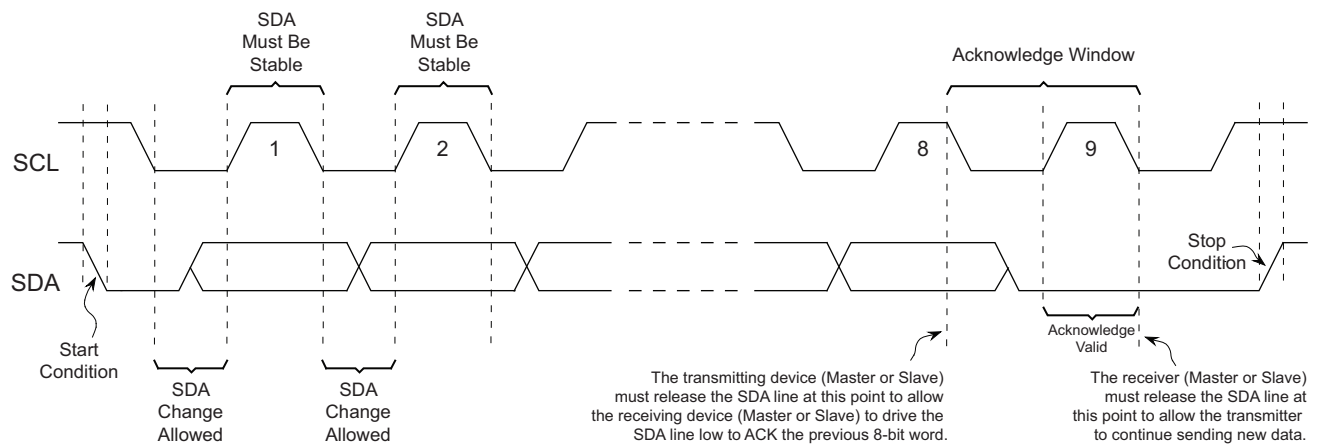 SDA
Must Be
Stable
SDA
Must Be
Stable
Acknowledge Window
SCL
1
2
8
9
SDA
Stop
Condition
Start
Condition
SDA
Change
Allowed
SDA
Change
Allowed
Acknowledge
Valid
The transmitting device (Master or Slave)
must release the SDA line at this point to allow
the receiving device (Master or Slave) to drive the
SDA line low to ACK the previous 8-bit word.
The receiver (Master or Slave)
must release the SDA line at
this point to allow the transmitter
to continue sending new data.